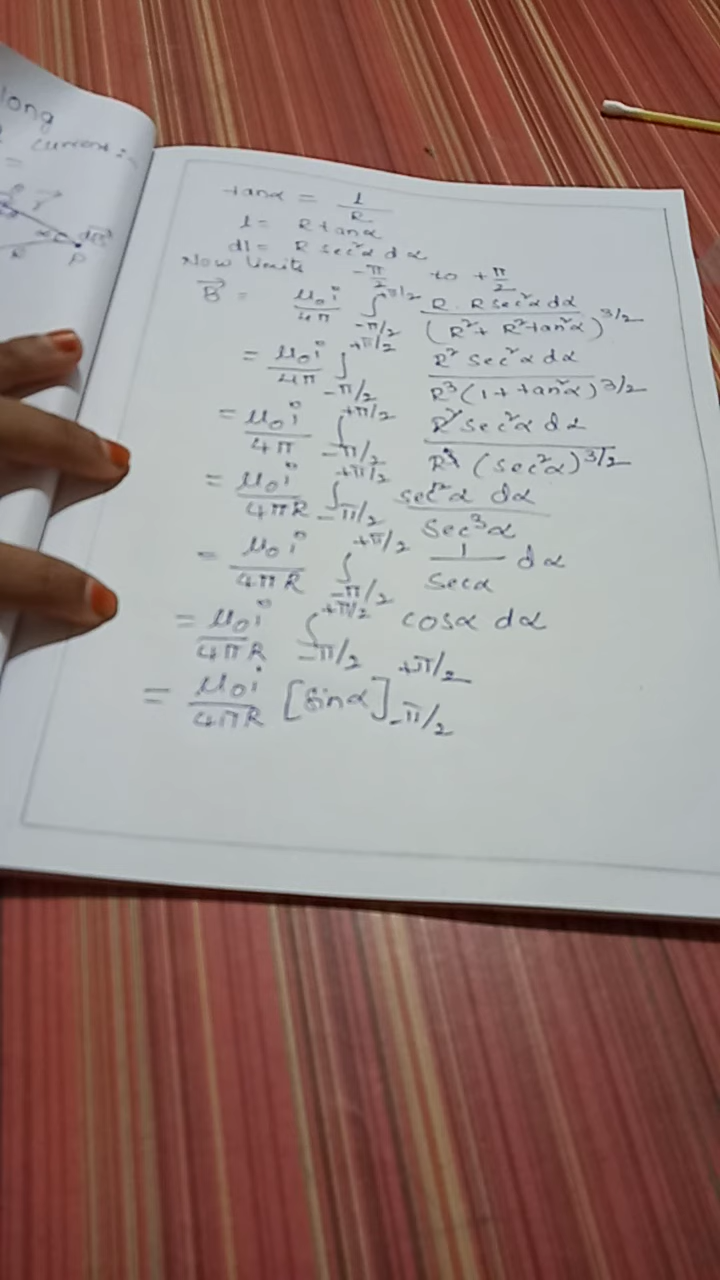 long
current :-
=
R
P
tanα = l/R
l = R tanα
dl = R sec²α dα
Now limits -π/2 to +π/2
B⃗ = μ₀i/4π ∫_{-π/2}^{+π/2} R. R sec²α dα/(R² + R² tan²α)^{3/2}
= μ₀i/4π ∫_{-π/2}^{+π/2} R² sec²α dα/R³(1 + tan²α)^{3/2}
= μ₀i/4π ∫_{-π/2}^{+π/2} R² sec²α dα/R³ (sec²α)^{3/2}
= μ₀i/4πR ∫_{-π/2}^{+π/2} sec²α dα/sec³α
= μ₀i/4πR ∫_{-π/2}^{+π/2} 1/secα dα
= μ₀i/4πR ∫_{-π/2}^{+π/2} cosα dα
= μ₀i/4πR [sinα]_{-π/2}^{+π/2}